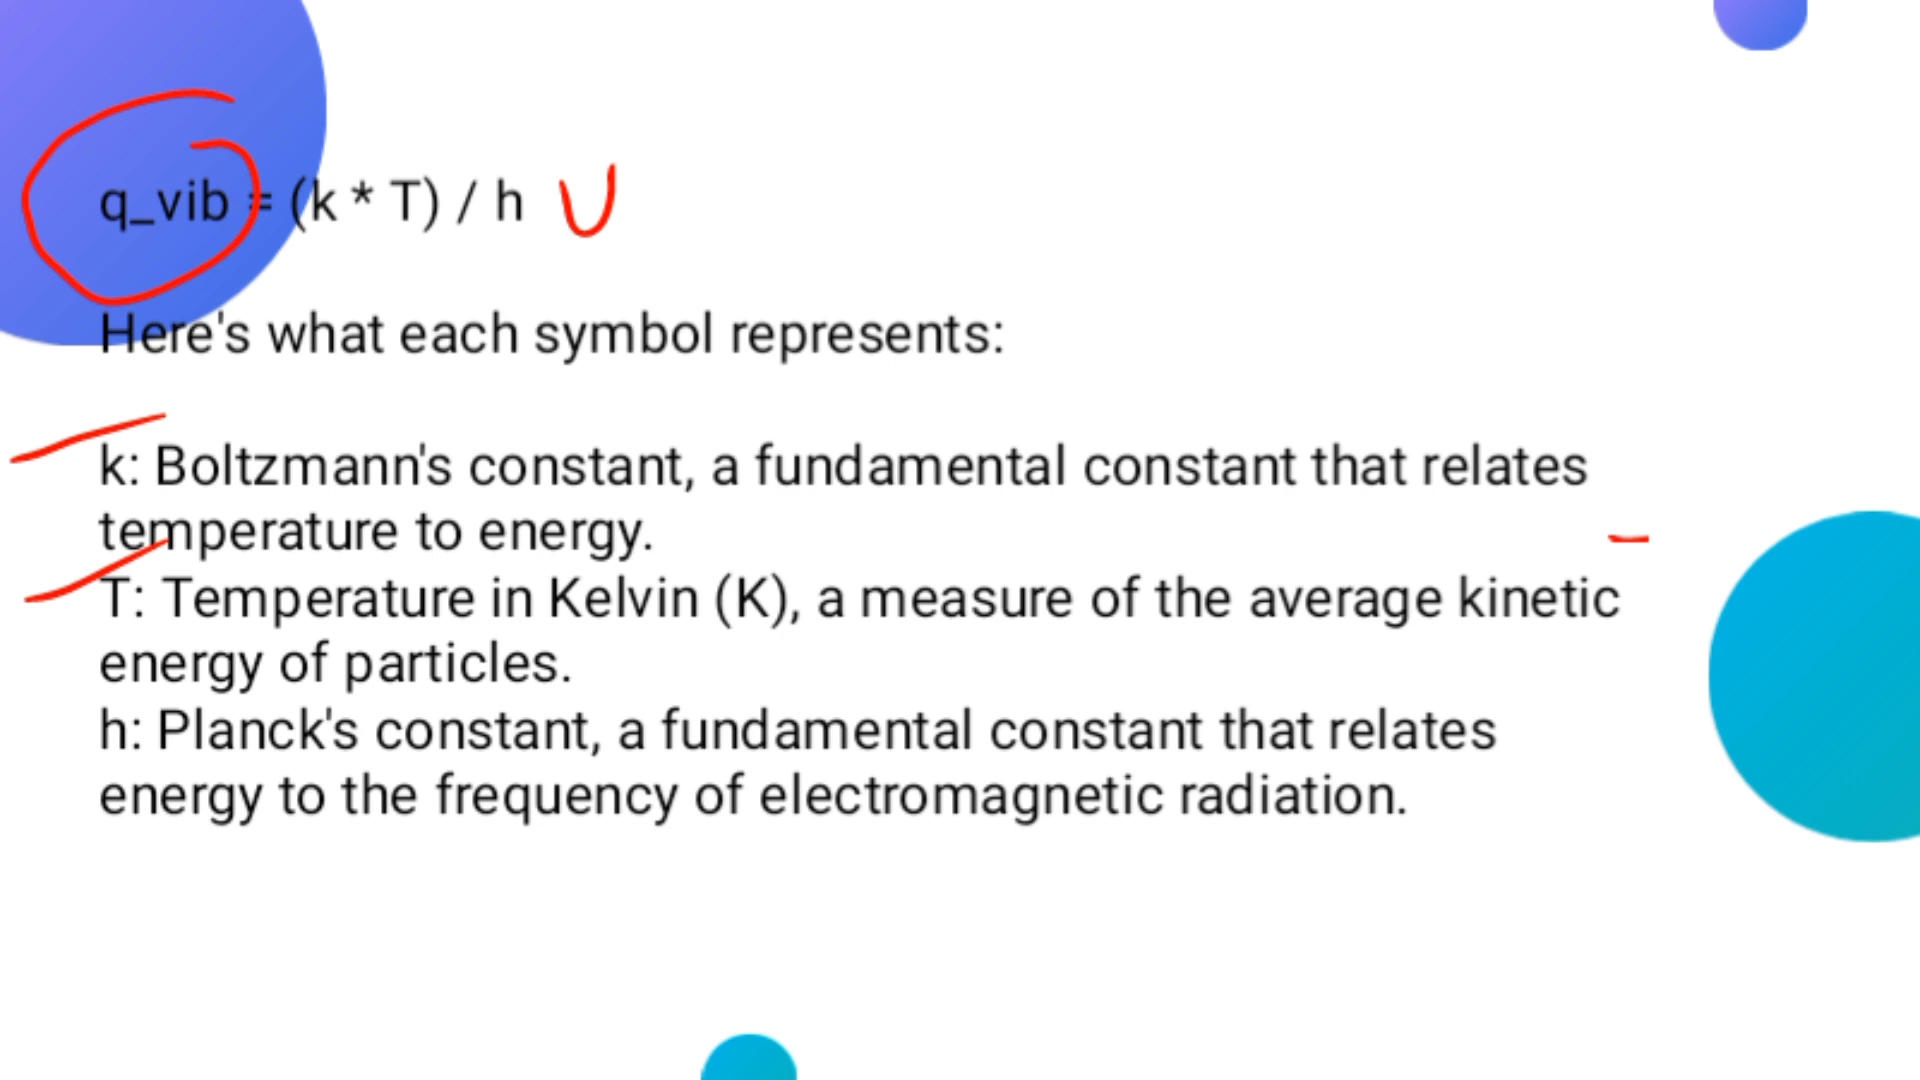 q_vib = (k * T) / h ν
Here's what each symbol represents:
k: Boltzmann's constant, a fundamental constant that relates
temperature to energy.
T: Temperature in Kelvin (K), a measure of the average kinetic
energy of particles.
h: Planck's constant, a fundamental constant that relates
energy to the frequency of electromagnetic radiation.